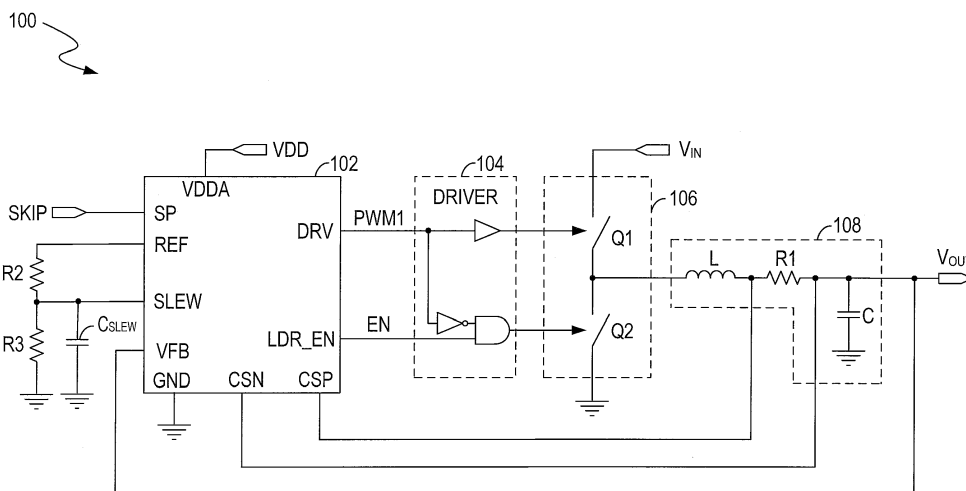 100
VDD
102
104
VIN
VDDA
DRIVER
106
SKIP
SP
PWM1
108
REF
DRV
Q1
L
R1
VOUT
R2
SLEW
CSLEW
EN
Q2
C
R3
LDR_EN
VFB
GND
CSN
CSP